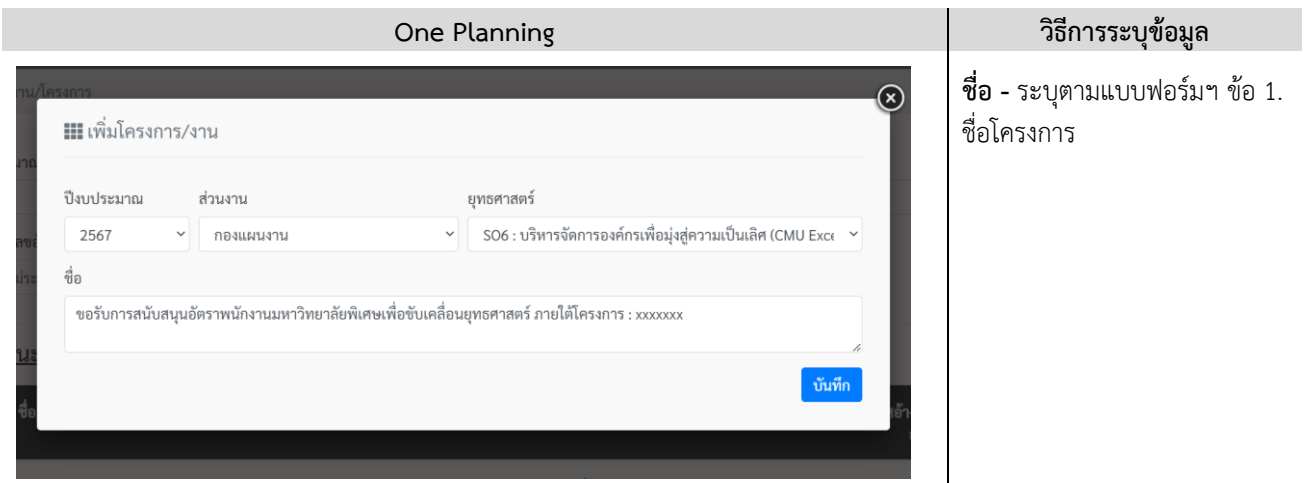 One Planning
วิธีการระบุข้อมูล
เพิ่มโครงการ/งาน
ปีงบประมาณ ส่วนงาน ยุทธศาสตร์
2567 กองแผนงาน SO6 : บริหารจัดการองค์กรเพื่อมุ่งสู่ความเป็นเลิศ (CMU Exce
ชื่อ
ขอรับการสนับสนุนอัตราพนักงานมหาวิทยาลัยพิเศษเพื่อขับเคลื่อนยุทธศาสตร์ ภายใต้โครงการ : xxxxxxx
บันทึก
ชื่อ - ระบุตามแบบฟอร์มฯ ข้อ 1.
ชื่อโครงการ